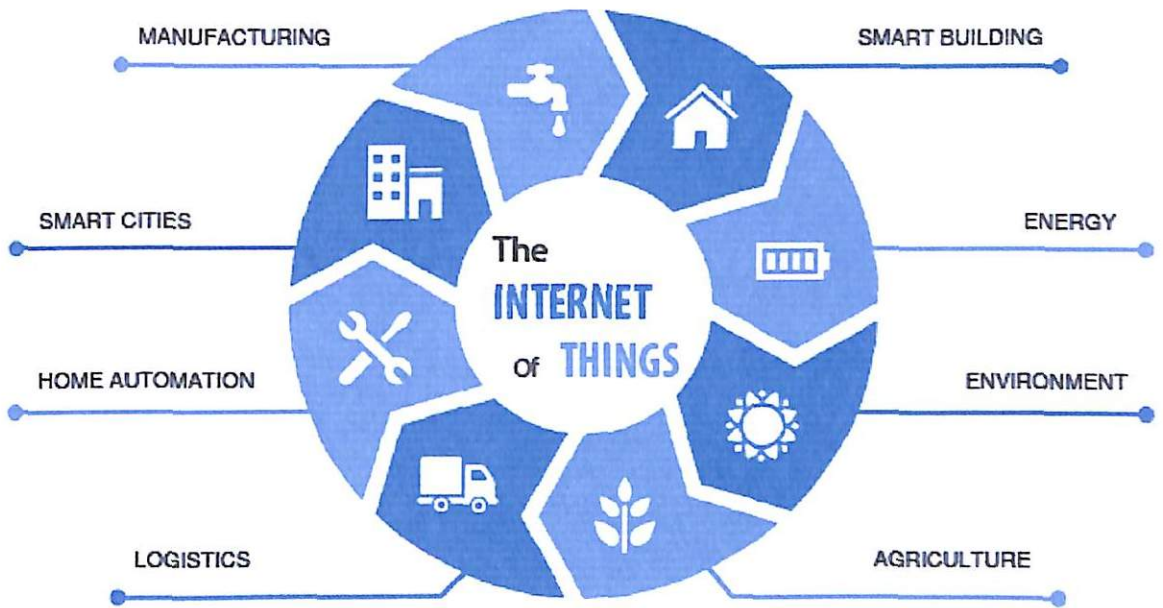 MANUFACTURING
SMART BUILDING
SMART CITIES
ENERGY
The
INTERNET
Of THINGS
HOME AUTOMATION
ENVIRONMENT
LOGISTICS
AGRICULTURE